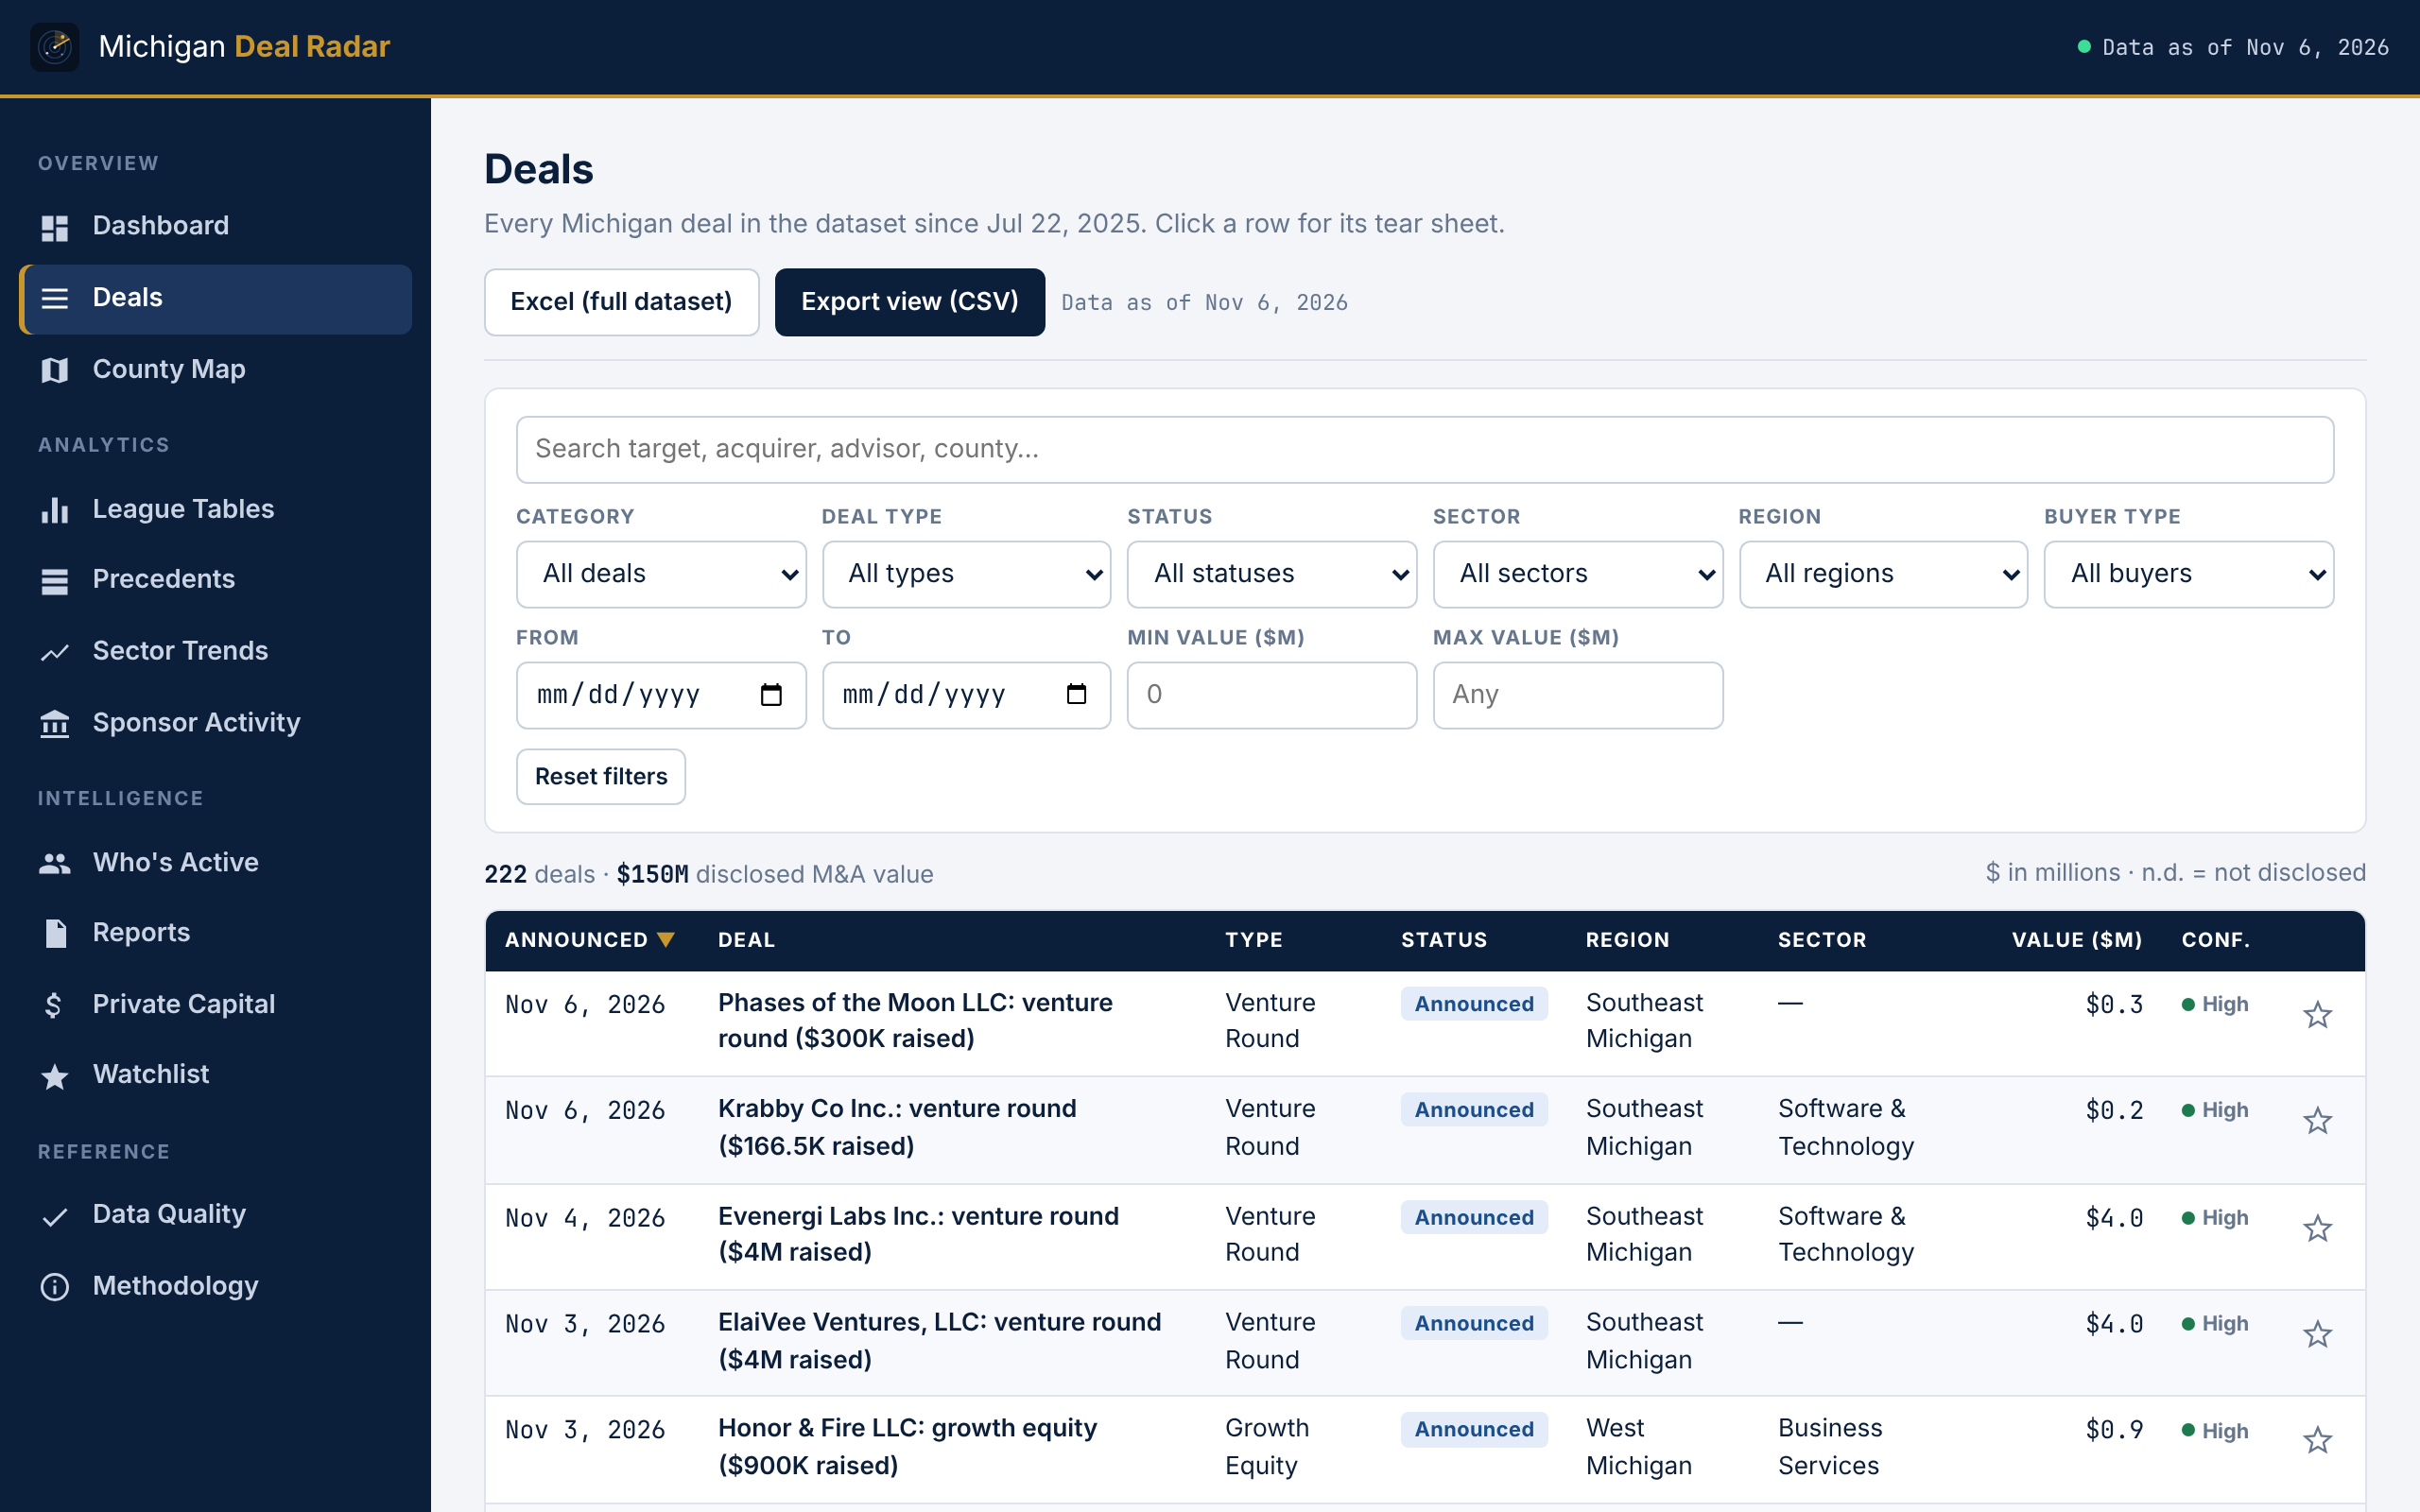 Michigan Deal Radar
Data as of Nov 6, 2026
OVERVIEW
Dashboard
Deals
County Map
ANALYTICS
League Tables
Precedents
Sector Trends
Sponsor Activity
INTELLIGENCE
Who's Active
Reports
Private Capital
Watchlist
REFERENCE
Data Quality
Methodology
Deals
Every Michigan deal in the dataset since Jul 22, 2025. Click a row for its tear sheet.
Excel (full dataset) Export view (CSV) Data as of Nov 6, 2026
Search target, acquirer, advisor, county...
CATEGORY DEAL TYPE STATUS SECTOR REGION BUYER TYPE
All deals All types All statuses All sectors All regions All buyers
FROM TO MIN VALUE ($M) MAX VALUE ($M)
mm/dd/yyyy mm/dd/yyyy 0 Any
Reset filters
222 deals · $150M disclosed M&A value $ in millions · n.d. = not disclosed
ANNOUNCED ▼ DEAL TYPE STATUS REGION SECTOR VALUE ($M) CONF.
Nov 6, 2026 Phases of the Moon LLC: venture Venture Announced Southeast — $0.3 High
round ($300K raised) Round Michigan
Nov 6, 2026 Krabby Co Inc.: venture round Venture Announced Southeast Software & $0.2 High
($166.5K raised) Round Michigan Technology
Nov 4, 2026 Evenergi Labs Inc.: venture round Venture Announced Southeast Software & $4.0 High
($4M raised) Round Michigan Technology
Nov 3, 2026 ElaiVee Ventures, LLC: venture round Venture Announced Southeast — $4.0 High
($4M raised) Round Michigan
Nov 3, 2026 Honor & Fire LLC: growth equity Growth Announced West Business $0.9 High
($900K raised) Equity Michigan Services